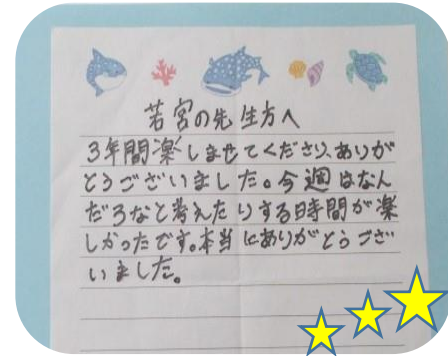 若宮の先生方へ
3年間楽しませてくださり、ありが
とうございました。今週はなん
だろなと考えたりする時間が楽
しかったです。本当にありがとうござ
いました。